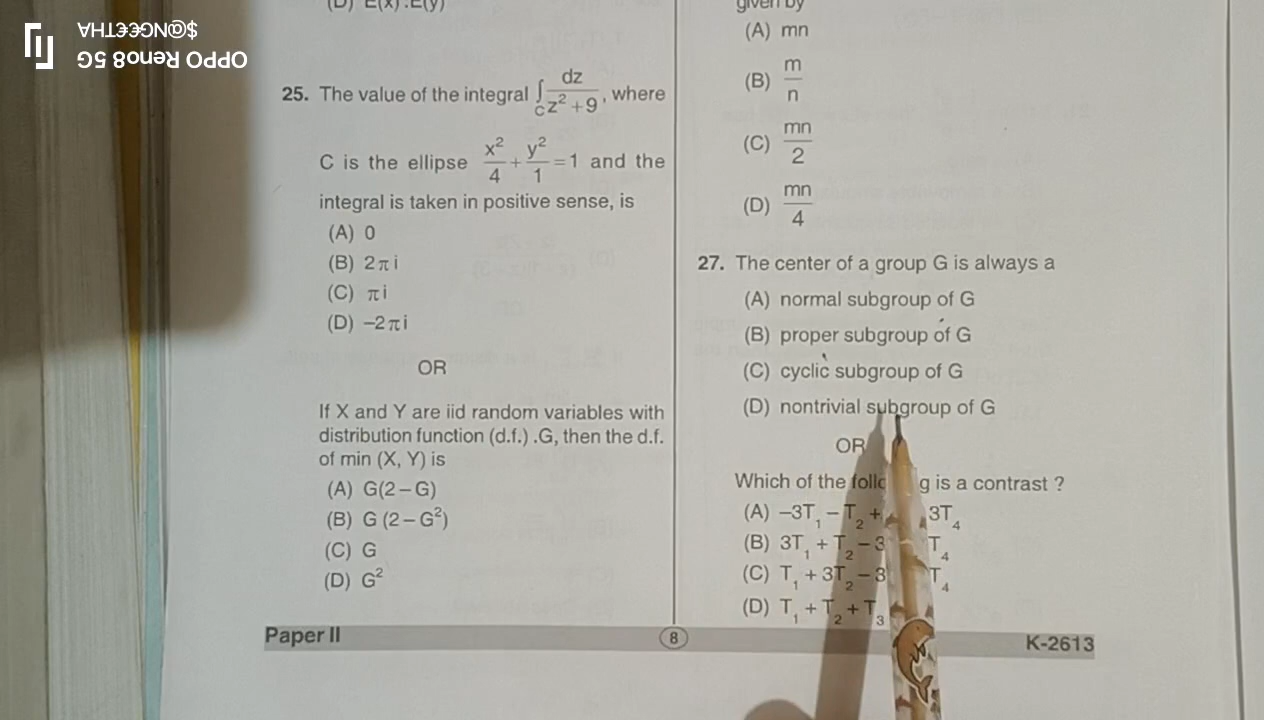 $@NGEETHA
OPPO Reno8 5G
(D) E(x).E(y)
25. The value of the integral ∫_C dz/(z² + 9), where
C is the ellipse x²/4 + y²/1 = 1 and the
integral is taken in positive sense, is
(A) 0
(B) 2πi
(C) πi
(D) –2πi
OR
If X and Y are iid random variables with
distribution function (d.f.) .G, then the d.f.
of min (X, Y) is
(A) G(2 – G)
(B) G (2 – G²)
(C) G
(D) G²
given by
(A) mn
(B) m/n
(C) mn/2
(D) mn/4
27. The center of a group G is always a
(A) normal subgroup of G
(B) proper subgroup of G
(C) cyclic subgroup of G
(D) nontrivial subgroup of G
OR
Which of the is a contrast ?
(A) –3T₁ – T₂ + 3T₄
(B) 3T₁ + T₂ – 3 T₄
(C) T₁ + 3T₂ – 3 T₄
(D) T₁ + T₂ + T₃
Paper II
8
K-2613